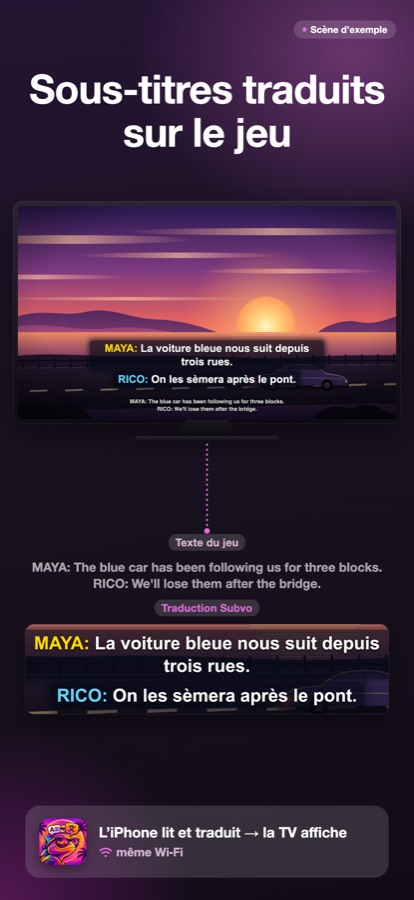 Scène d'exemple
Sous-titres traduits
sur le jeu
MAYA: La voiture bleue nous suit depuis
trois rues.
RICO: On les sèmera après le pont.
MAYA: The blue car has been following us for three blocks.
RICO: We'll lose them after the bridge.
Texte du jeu
MAYA: The blue car has been following us for three blocks.
RICO: We'll lose them after the bridge.
Traduction Subvo
MAYA: La voiture bleue nous suit depuis
trois rues.
RICO: On les sèmera après le pont.
L'iPhone lit et traduit → la TV affiche
même Wi-Fi